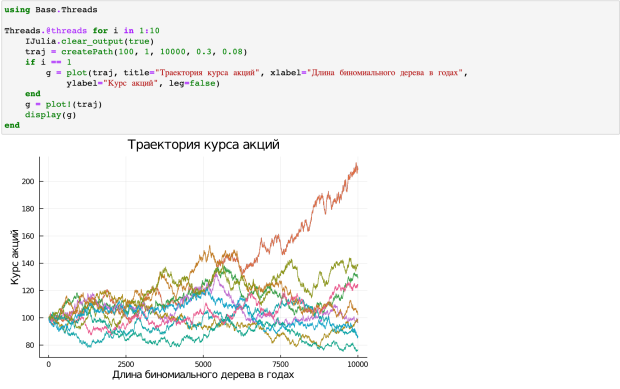 using Base.Threads
Threads.@threads for i in 1:10
IJulia.clear_output(true)
traj = createPath(100, 1, 10000, 0.3, 0.08)
if i == 1
g = plot(traj, title="Траектория курса акций", xlabel="Длина биномиального дерева в годах",
ylabel="Курс акций", leg=false)
end
g = plot!(traj)
display(g)
end
Траектория курса акций
Курс акций
200
180
160
140
120
100
80
0
2500
5000
7500
10000
Длина биномиального дерева в годах